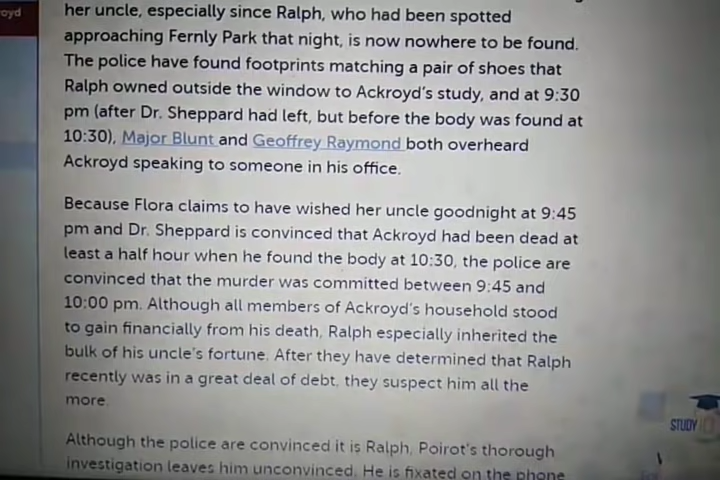 oyd
her uncle, especially since Ralph, who had been spotted
approaching Fernly Park that night, is now nowhere to be found.
The police have found footprints matching a pair of shoes that
Ralph owned outside the window to Ackroyd's study, and at 9:30
pm (after Dr. Sheppard had left, but before the body was found at
10:30), Major Blunt and Geoffrey Raymond both overheard
Ackroyd speaking to someone in his office.
Because Flora claims to have wished her uncle goodnight at 9:45
pm and Dr. Sheppard is convinced that Ackroyd had been dead at
least a half hour when he found the body at 10:30, the police are
convinced that the murder was committed between 9:45 and
10:00 pm. Although all members of Ackroyd's household stood
to gain financially from his death, Ralph especially inherited the
bulk of his uncle's fortune. After they have determined that Ralph
recently was in a great deal of debt, they suspect him all the
more.
Although the police are convinced it is Ralph, Poirot's thorough
investigation leaves him unconvinced. He is fixated on the phone
STUDY